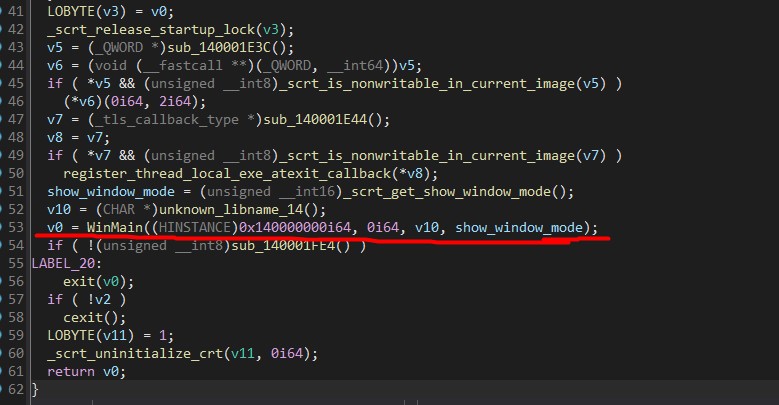 41 LOBYTE(v3) = v0;
42 _scrt_release_startup_lock(v3);
43 v5 = (_QWORD *)sub_140001E3C();
44 v6 = (void (__fastcall **)(_QWORD, __int64))v5;
45 if ( *v5 && (unsigned __int8)_scrt_is_nonwritable_in_current_image(v5) )
46 (*v6)(0i64, 2i64);
47 v7 = (_tls_callback_type *)sub_140001E44();
48 v8 = v7;
49 if ( *v7 && (unsigned __int8)_scrt_is_nonwritable_in_current_image(v7) )
50 register_thread_local_exe_atexit_callback(*v8);
51 show_window_mode = (unsigned __int16)_scrt_get_show_window_mode();
52 v10 = (CHAR *)unknown_libname_14();
53 v0 = WinMain((HINSTANCE)0x140000000i64, 0i64, v10, show_window_mode);
54 if ( !(unsigned __int8)sub_140001FE4() )
55 LABEL_20:
56 exit(v0);
57 if ( !v2 )
58 cexit();
59 LOBYTE(v11) = 1;
60 _scrt_uninitialize_crt(v11, 0i64);
61 return v0;
62 }